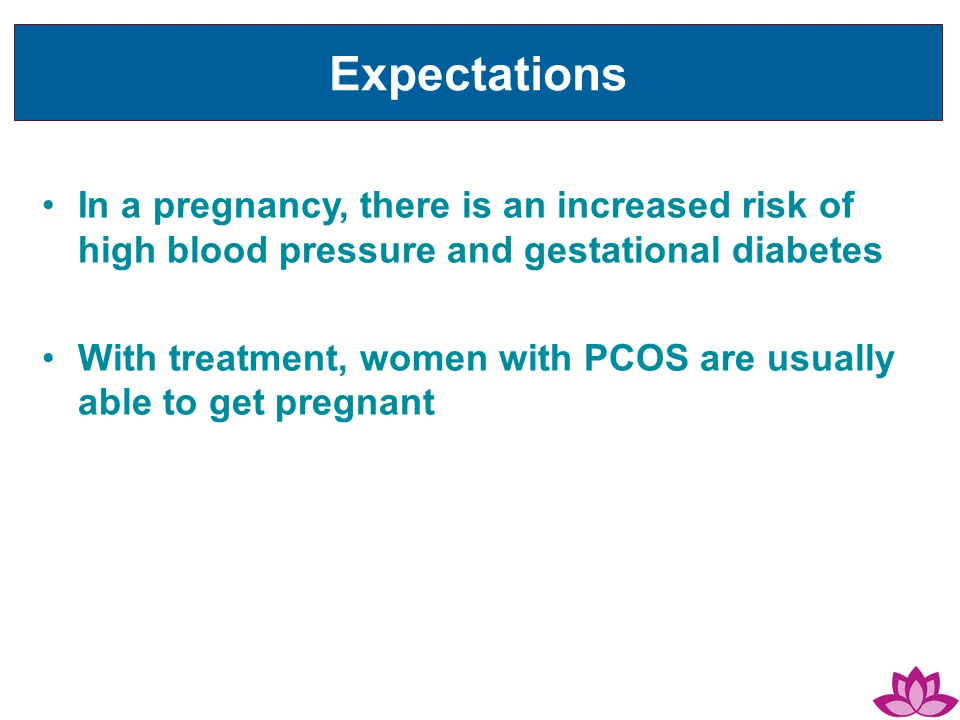 Expectations
• In a pregnancy, there is an increased risk of
high blood pressure and gestational diabetes
• With treatment, women with PCOS are usually
able to get pregnant